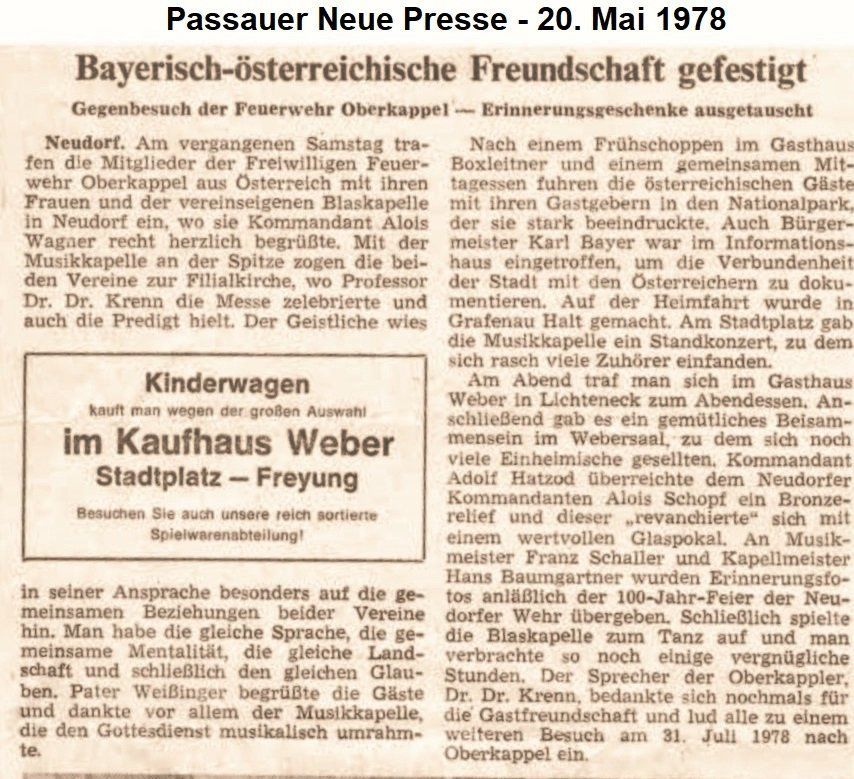 Passauer Neue Presse - 20. Mai 1978
Bayerisch-österreichische Freundschaft gefestigt
Gegenbesuch der Feuerwehr Oberkappel — Erinnerungsgeschenke ausgetauscht
Neudorf. Am vergangenen Samstag tra-
fen die Mitglieder der Freiwilligen Feuer-
wehr Oberkappel aus Österreich mit ihren
Frauen und der vereinseigenen Blaskapelle
in Neudorf ein, wo sie Kommandant Alois
Wagner recht herzlich begrüßte. Mit der
Musikkapelle an der Spitze zogen die bei-
den Vereine zur Filialkirche, wo Professor
Dr. Dr. Krenn die Messe zelebrierte und
auch die Predigt hielt. Der Geistliche wies
Kinderwagen
kauft man wegen der großen Auswahl
im Kaufhaus Weber
Stadtplatz — Freyung
Besuchen Sie auch unsere reich sortierte
Spielwarenabteilung!
in seiner Ansprache besonders auf die ge-
meinsamen Beziehungen beider Vereine
hin. Man habe die gleiche Sprache, die ge-
meinsame Mentalität, die gleiche Land-
schaft und schließlich den gleichen Glau-
ben. Pater Weißinger begrüßte die Gäste
und dankte vor allem der Musikkapelle,
die den Gottesdienst musikalisch umrahm-
te.
Nach einem Frühschoppen im Gasthaus
Boxleitner und einem gemeinsamen Mit-
tagessen fuhren die österreichischen Gäste
mit ihren Gastgebern in den Nationalpark,
der sie stark beeindruckte. Auch Bürger-
meister Karl Bayer war im Informations-
haus eingetroffen, um die Verbundenheit
der Stadt mit den Österreichern zu doku-
mentieren. Auf der Heimfahrt wurde in
Grafenau Halt gemacht. Am Stadtplatz gab
die Musikkapelle ein Standkonzert, zu dem
sich rasch viele Zuhörer einfanden.
Am Abend traf man sich im Gasthaus
Weber in Lichteneck zum Abendessen. An-
schließend gab es ein gemütliches Beisam-
mensein im Webersaal, zu dem sich noch
viele Einheimische gesellten. Kommandant
Adolf Hatzod überreichte dem Neudorfer
Kommandanten Alois Schopf ein Bronze-
relief und dieser „revanchierte“ sich mit
einem wertvollen Glaspokal. An Musik-
meister Franz Schaller und Kapellmeister
Hans Baumgartner wurden Erinnerungsfo-
tos anläßlich der 100-Jahr-Feier der Neu-
dorfer Wehr übergeben. Schließlich spielte
die Blaskapelle zum Tanz auf und man
verbrachte so noch einige vergnügliche
Stunden. Der Sprecher der Oberkappler,
Dr. Dr. Krenn, bedankte sich nochmals für
die Gastfreundschaft und lud alle zu einem
weiteren Besuch am 31. Juli 1978 nach
Oberkappel ein.